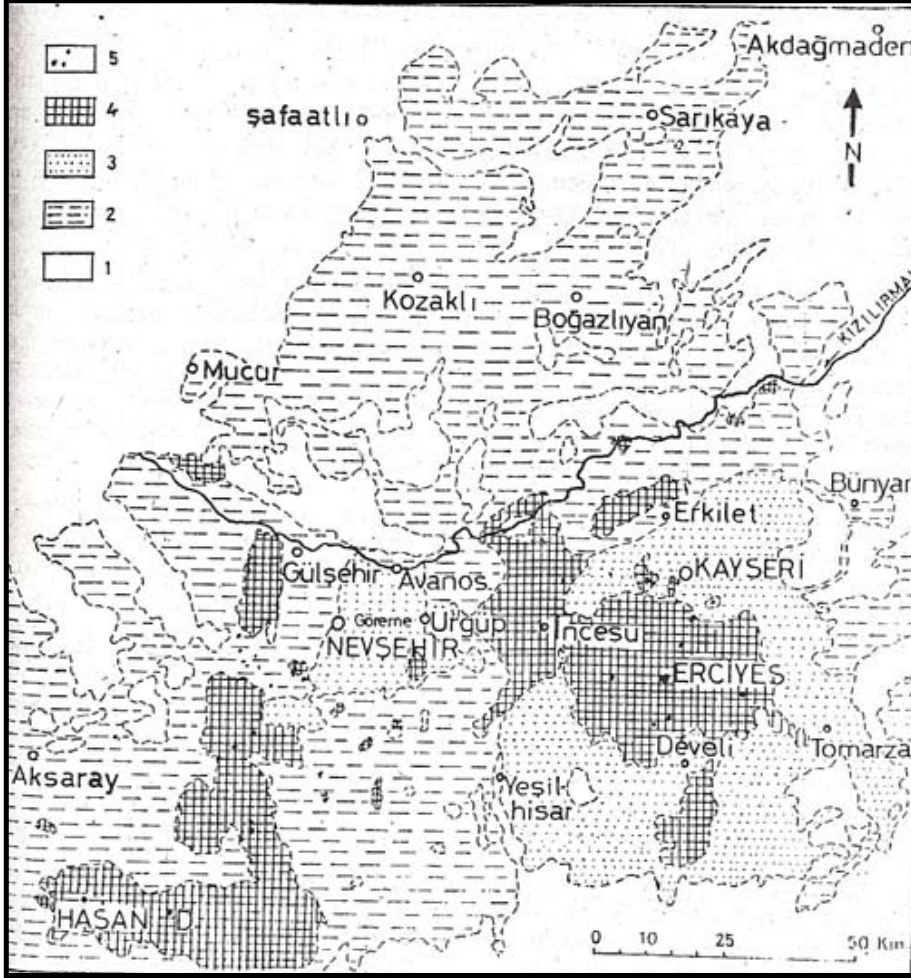 5
4
3
2
1
Akdağmaden
Şafaatlı
Sarıkaya
N
Kozaklı
Boğazlıyan
KIZILIRMAK
Mucur
Bünyan
Erkilet
Gülşehir
Avanos
KAYSERI
Göreme
Ürgüp
İncesu
NEVŞEHİR
ERCİYES
Develi
Tomarza
Aksaray
Yeşil-
hisar
HASAN D.
0 10 25 50 Km.